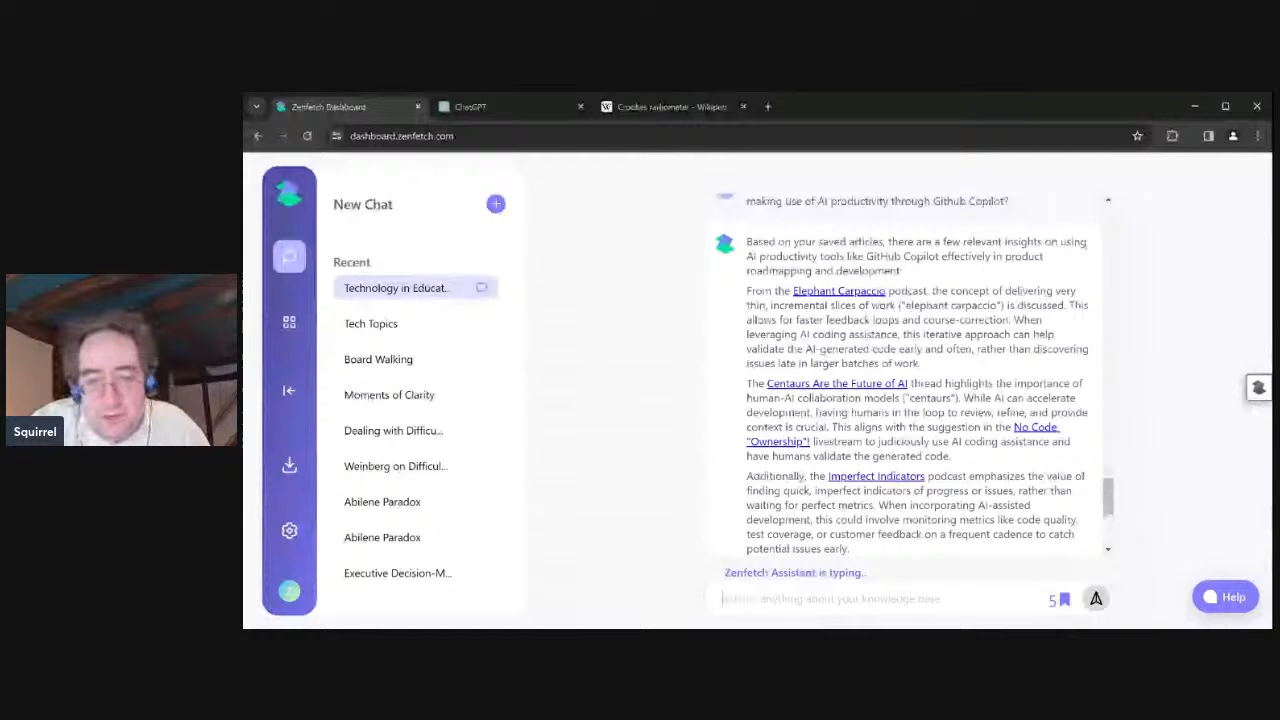 Zenfetch Dashboard
ChatGPT
Crookes radiometer - Wikipedi
dashboard.zenfetch.com
New Chat
Recent
Technology in Educat..
Tech Topics
Board Walking
Moments of Clarity
Dealing with Difficu...
Weinberg on Difficul...
Abilene Paradox
Abilene Paradox
Executive Decision-M...
making use of AI productivity through Github Copilot?
Based on your saved articles, there are a few relevant insights on using
AI productivity tools like GitHub Copilot effectively in product
roadmapping and development
From the Elephant Carpaccio podcast, the concept of delivering very
thin, incremental slices of work ("elephant carpaccio") is discussed. This
allows for faster feedback loops and course-correction. When
leveraging AI coding assistance, this iterative approach can help
validate the AI-generated code early and often, rather than discovering
issues late in larger batches of work.
The Centaurs Are the Future of AI thread highlights the importance of
human-AI collaboration models ("centaurs"). While AI can accelerate
development, having humans in the loop to review, refine, and provide
context is crucial. This aligns with the suggestion in the No Code
"Ownership"! livestream to judiciously use AI coding assistance and
have humans validate the generated code.
Additionally, the Imperfect Indicators podcast emphasizes the value of
finding quick, imperfect indicators of progress or issues, rather than
waiting for perfect metrics. When incorporating AI-assisted
development, this could involve monitoring metrics like code quality,
test coverage, or customer feedback on a frequent cadence to catch
potential issues early.
Zenfetch Assistant is typing..
anything about your knowledge base
5
Help
Squirrel